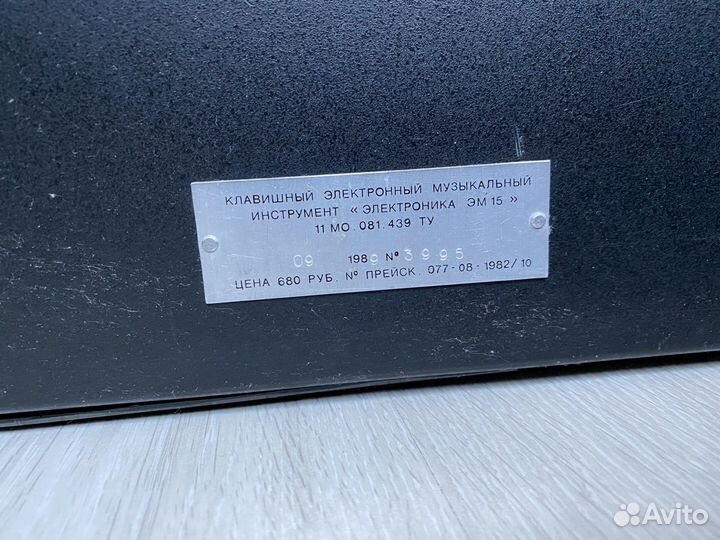 КЛАВИШНЫЙ ЭЛЕКТРОННЫЙ МУЗЫКАЛЬНЫЙ
ИНСТРУМЕНТ « ЭЛЕКТРОНИКА ЭМ 15 »
11 МО . 081. 439 ТУ
09 1989 № 3995
ЦЕНА 680 РУБ. № ПРЕЙСК. 077-08-1982/10
Avito